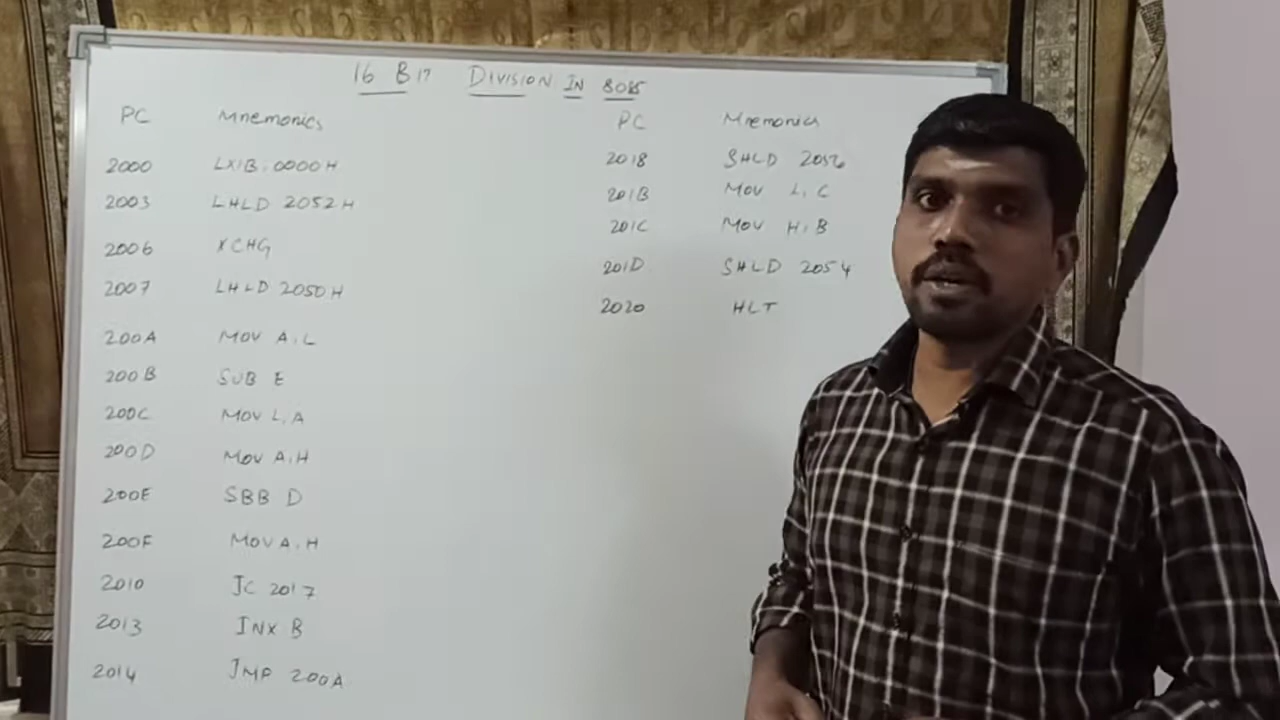 16 BIT DIVISION IN 8085
PC Mnemonics
2000 LXIB, 0000H
2003 LHLD 2052H
2006 XCHG
2007 LHLD 2050H
200A MOV A, L
200B SUB E
200C MOV L, A
200D MOV A, H
200E SBB D
200F MOV A, H
2010 JC 2017
2013 INX B
2014 JMP 200A
PC Mnemonics
2018 SHLD 2056
201B MOV L, C
201C MOV H, B
201D SHLD 2054
2020 HLT